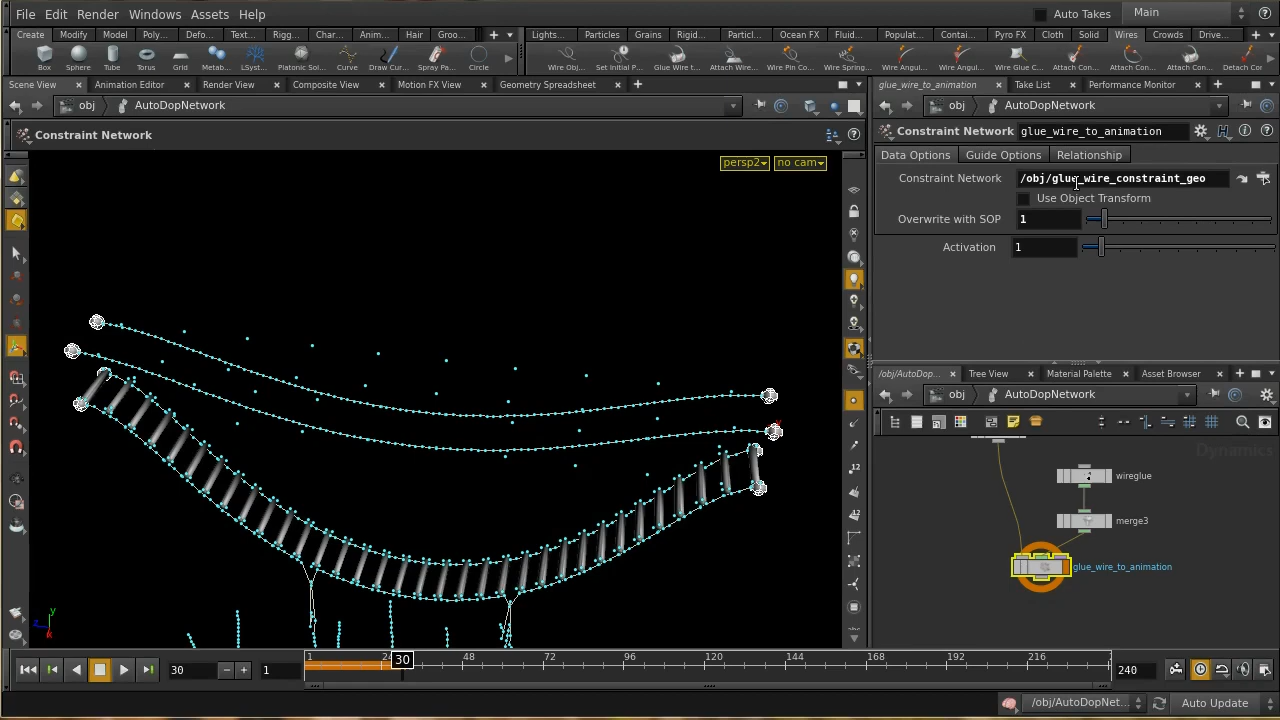 File Edit Render Windows Assets Help Auto Takes Main
Create Modify Model Poly... Defo... Text... Rigg... Char... Anim... Hair Groo... Lights... Particles Grains Rigid... Particl... Ocean FX Fluid... Populat... Contai... Pyro FX Cloth Solid Wires Crowds Drive...
Box Sphere Tube Torus Grid Metab... LSyst... Platonic Sol... Curve Draw Cur... Spray Pa... Circle Wire Obj... Set Initial P... Glue Wire t... Attach Wire... Wire Pin Co... Wire Spring... Wire Angul... Wire Angul... Wire Glue C... Attach Con... Attach Con... Attach Con... Detach Co
Scene View Animation Editor Render View Composite View Motion FX View Geometry Spreadsheet glue_wire_to_animation Take List Performance Monitor
obj AutoDopNetwork obj AutoDopNetwork
Constraint Network Constraint Network glue_wire_to_animation
Data Options Guide Options Relationship
persp2 no cam
Constraint Network /obj/glue_wire_constraint_geo
Use Object Transform
Overwrite with SOP 1
Activation 1
/obj/AutoDop... Tree View Material Palette Asset Browser
obj AutoDopNetwork
Dynamics
wireglue
merge3
glue_wire_to_animation
y
x
30 1 1 24 30 48 72 96 120 144 168 192 216 240
/obj/AutoDopNet... Auto Update